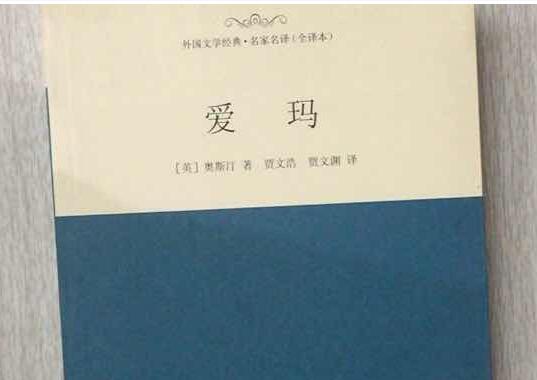 外国文学经典·名家名译(全译本)
爱 玛
[英]奥斯汀 著 贾文浩 贾文渊 译